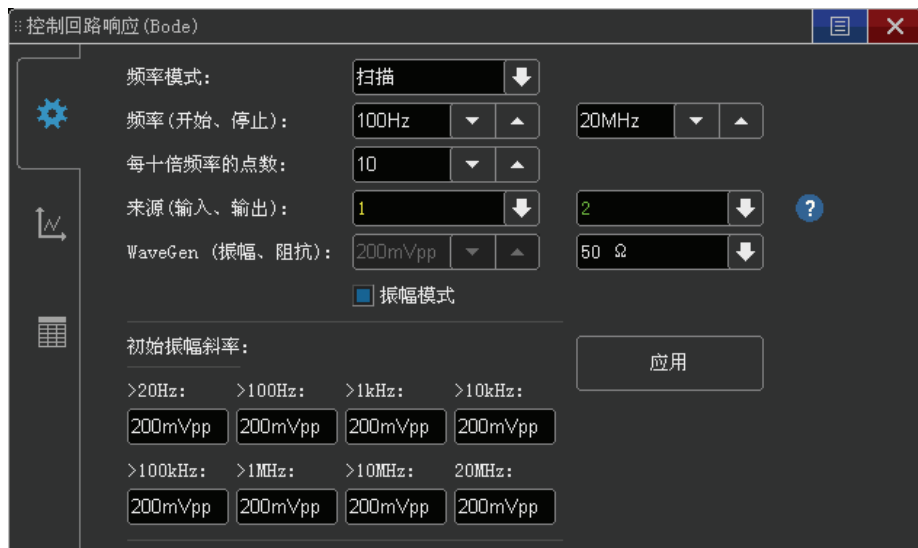 控制回路响应(Bode)
频率模式: 扫描
频率(开始、停止): 100Hz 20MHz
每十倍频率的点数: 10
来源(输入、输出): 1 2 ?
WaveGen (振幅、阻抗): 200mVpp 50 Ω
振幅模式
初始振幅斜率:
应用
>20Hz: >100Hz: >1kHz: >10kHz:
200mVpp 200mVpp 200mVpp 200mVpp
>100kHz: >1MHz: >10MHz: 20MHz:
200mVpp 200mVpp 200mVpp 200mVpp